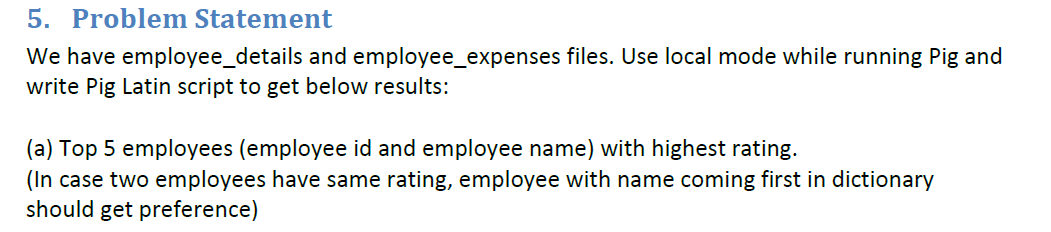 5. Problem Statement
We have employee_details and employee_expenses files. Use local mode while running Pig and
write Pig Latin script to get below results:
(a) Top 5 employees (employee id and employee name) with highest rating.
(In case two employees have same rating, employee with name coming first in dictionary
should get preference)